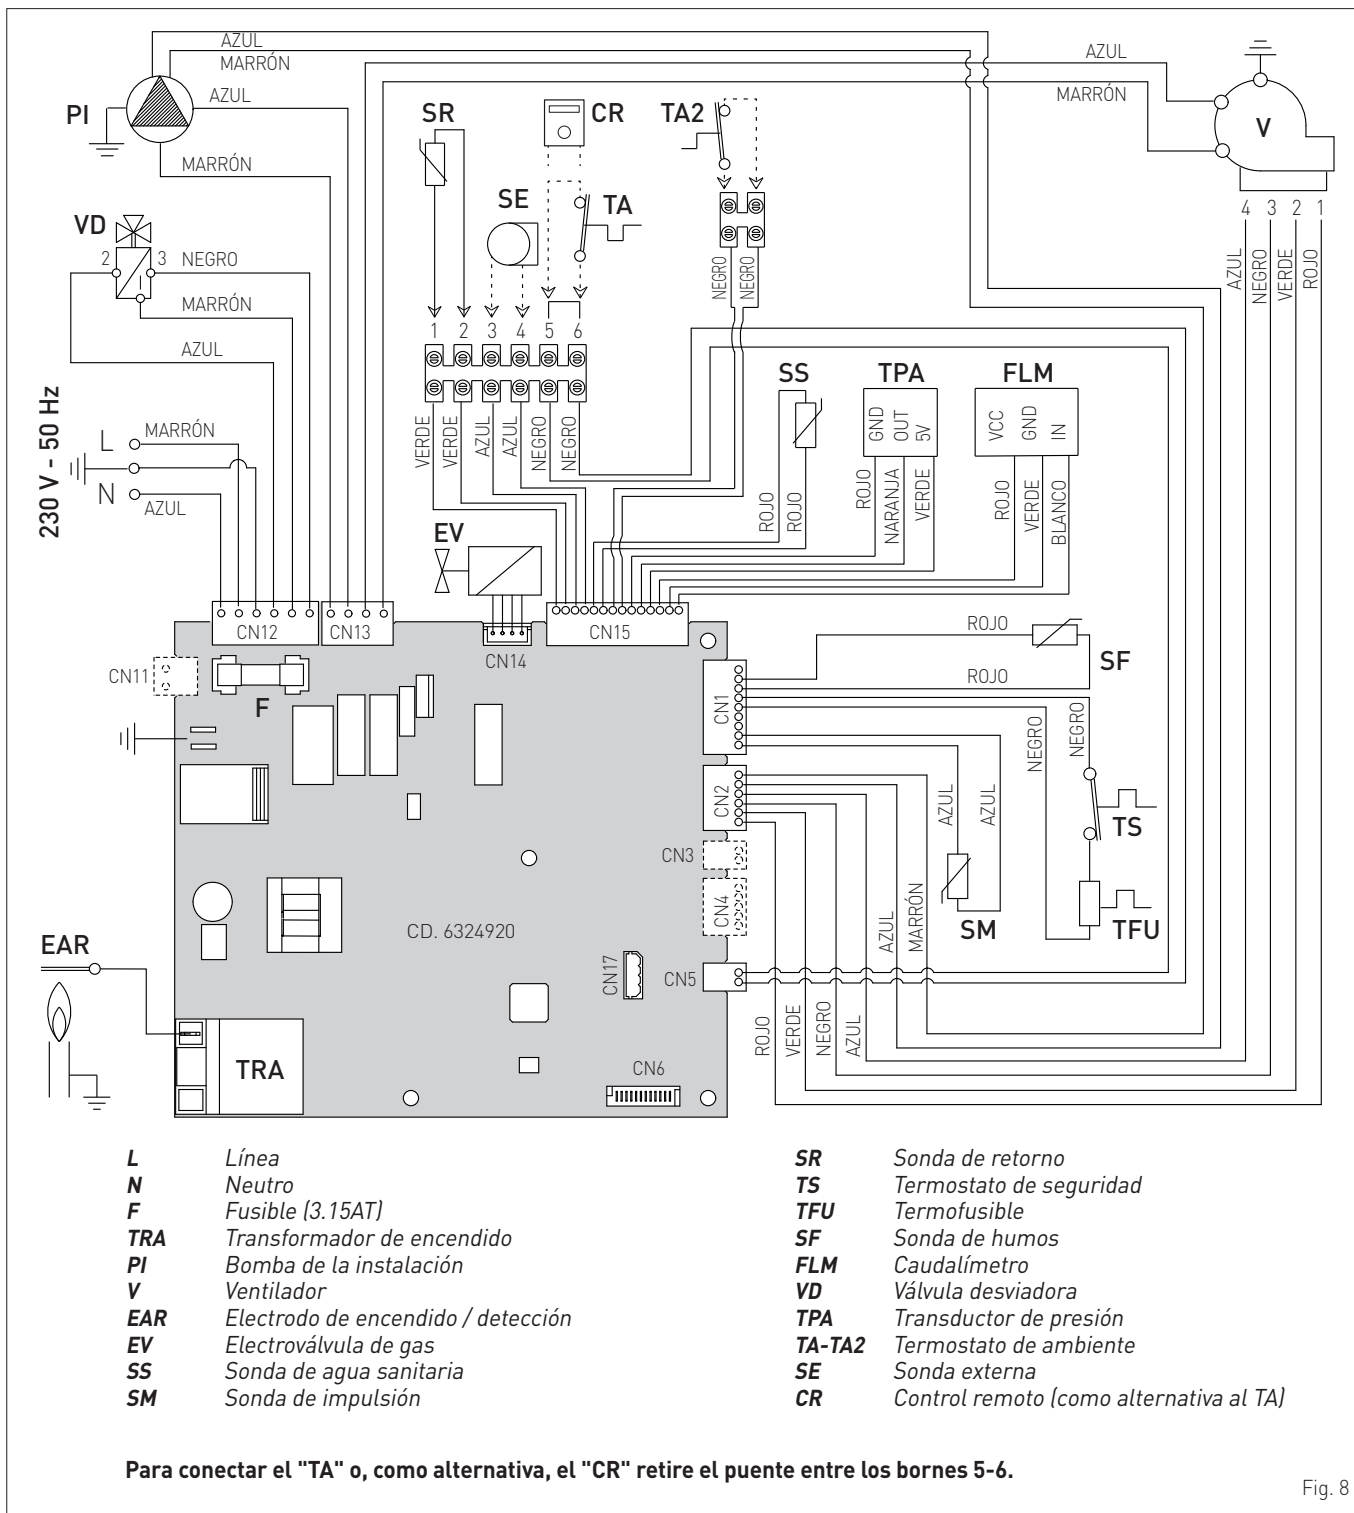 AZUL
MARRÓN
AZUL
PI
MARRÓN
SR
CR
TA2
AZUL
MARRÓN
V
4 3 2 1
AZUL
NEGRO
VERDE
ROJO
VD
2 3 NEGRO
MARRÓN
AZUL
SE
TA
NEGRO
NEGRO
1 2 3 4 5 6
VERDE
VERDE
AZUL
AZUL
NEGRO
NEGRO
230 V - 50 Hz
L MARRÓN
N AZUL
SS
ROJO
ROJO
TPA
GND
OUT
5V
ROJO
NARANJA
VERDE
FLM
VCC
GND
IN
ROJO
VERDE
BLANCO
EV
CN12
CN13
CN14
CN15
CN11
F
ROJO
SF
ROJO
CN1
NEGRO
NEGRO
TS
TFU
CN2
AZUL
AZUL
SM
CN3
CN4
AZUL
MARRÓN
CD. 6324920
CN17
CN5
EAR
TRA
CN6
ROJO
VERDE
NEGRO
AZUL
L Línea
N Neutro
F Fusible (3.15AT)
TRA Transformador de encendido
PI Bomba de la instalación
V Ventilador
EAR Electrodo de encendido / detección
EV Electroválvula de gas
SS Sonda de agua sanitaria
SM Sonda de impulsión
SR Sonda de retorno
TS Termostato de seguridad
TFU Termofusible
SF Sonda de humos
FLM Caudalímetro
VD Válvula desviadora
TPA Transductor de presión
TA-TA2 Termostato de ambiente
SE Sonda externa
CR Control remoto (como alternativa al TA)
Para conectar el "TA" o, como alternativa, el "CR" retire el puente entre los bornes 5-6.
Fig. 8